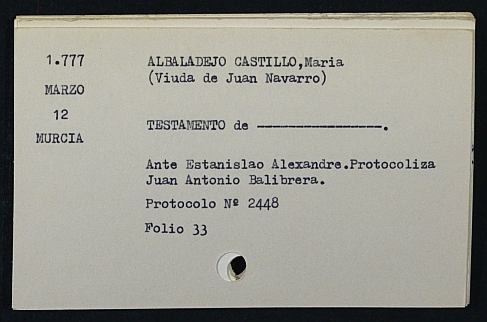 1.777
MARZO
12
MURCIA
ALBALADEJO CASTILLO,Maria
(Viuda de Juan Navarro)
TESTAMENTO de ----------------.
Ante Estanislao Alexandre.Protocoliza
Juan Antonio Balibrera.
Protocolo Nº 2448
Folio 33